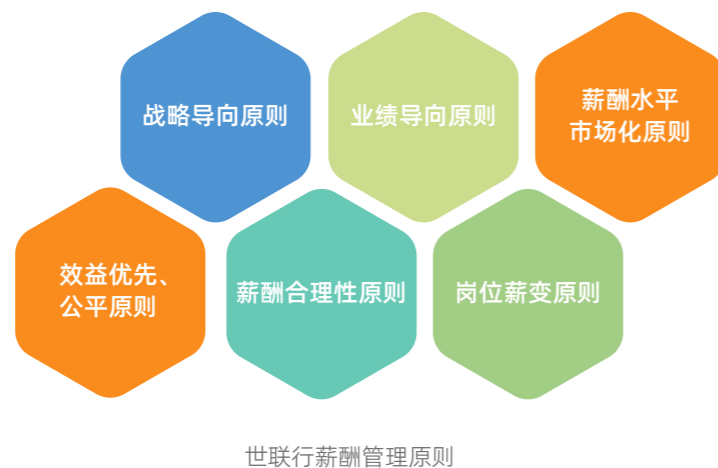 战略导向原则
业绩导向原则
薪酬水平
市场化原则
效益优先、
公平原则
薪酬合理性原则
岗位薪变原则
世联行薪酬管理原则